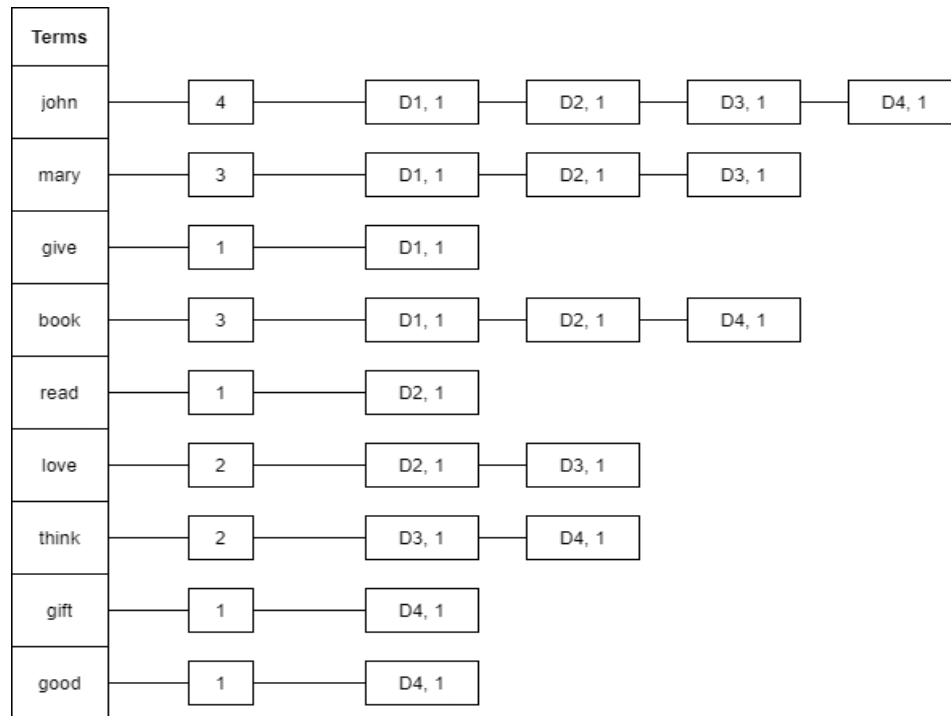 Terms
john 4 D1, 1 D2, 1 D3, 1 D4, 1
mary 3 D1, 1 D2, 1 D3, 1
give 1 D1, 1
book 3 D1, 1 D2, 1 D4, 1
read 1 D2, 1
love 2 D2, 1 D3, 1
think 2 D3, 1 D4, 1
gift 1 D4, 1
good 1 D4, 1